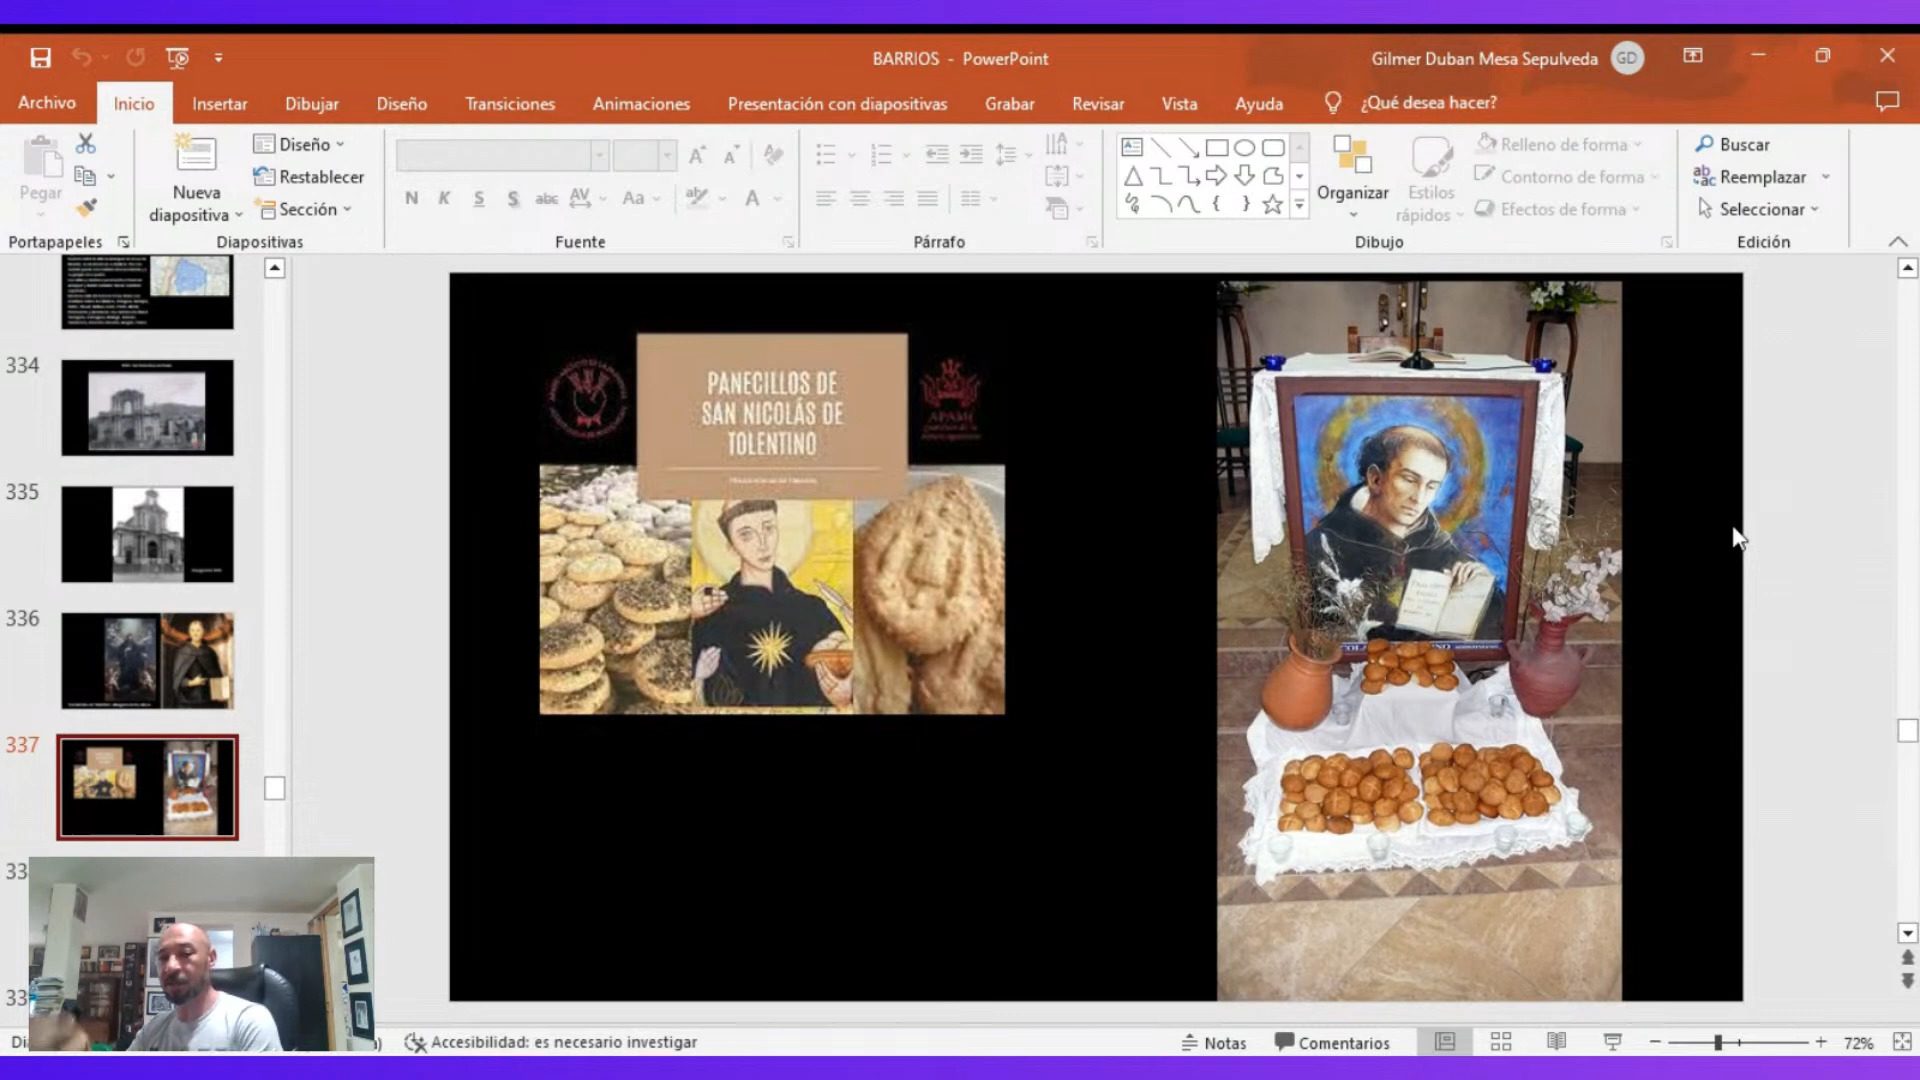 BARRIOS - PowerPoint
Gilmer Duban Mesa Sepulveda
GD
Archivo
Inicio
Insertar
Dibujar
Diseño
Transiciones
Animaciones
Presentación con diapositivas
Grabar
Revisar
Vista
Ayuda
¿Qué desea hacer?
Pegar
Portapapeles
Nueva
diapositiva
Diseño
Restablecer
Sección
Diapositivas
N K S S abc AV Aa A
Fuente
Párrafo
Organizar
Estilos
rápidos
Relleno de forma
Contorno de forma
Efectos de forma
Dibujo
Buscar
Reemplazar
Seleccionar
Edición
334
335
336
337
PANECILLOS DE
SAN NICOLÁS DE
TOLENTINO
Accesibilidad: es necesario investigar
Notas
Comentarios
72%